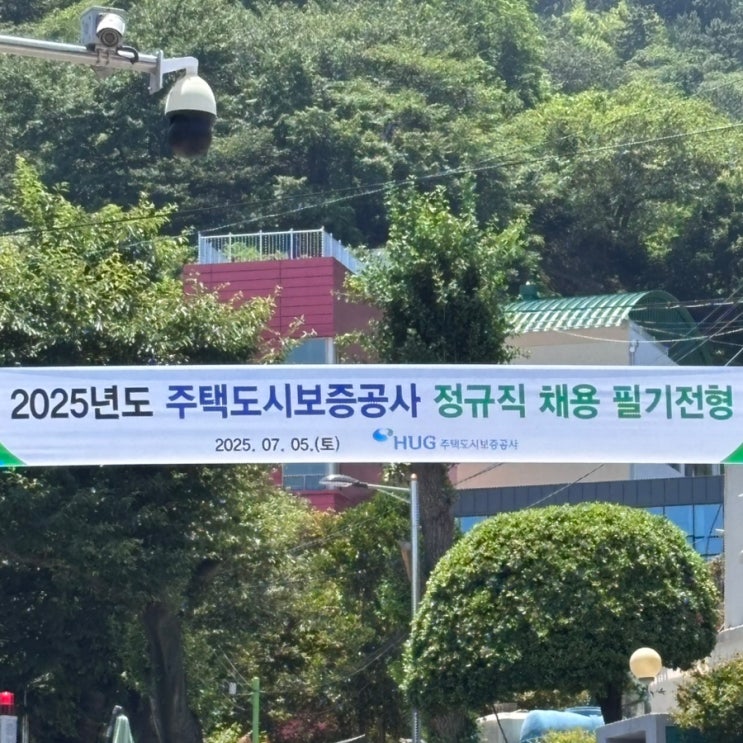 2025년도 주택도시보증공사 정규직 채용 필기전형
2025. 07. 05.(토) HUG 주택도시보증공사